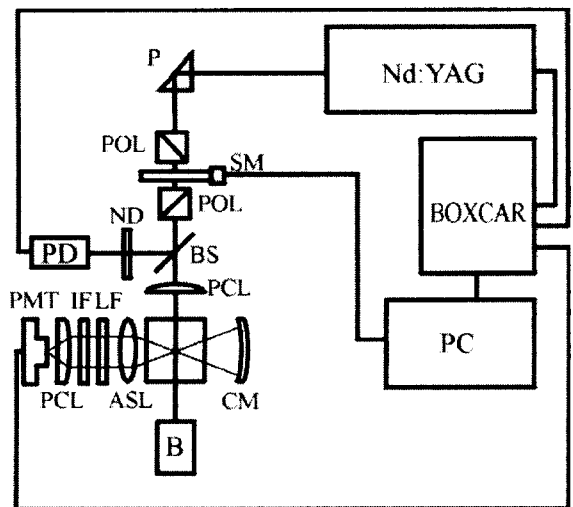 P
Nd:YAG
POL
SM
BOXCAR
POL
ND
PD
BS
PCL
PMT IF LF
PC
PCL ASL CM
B